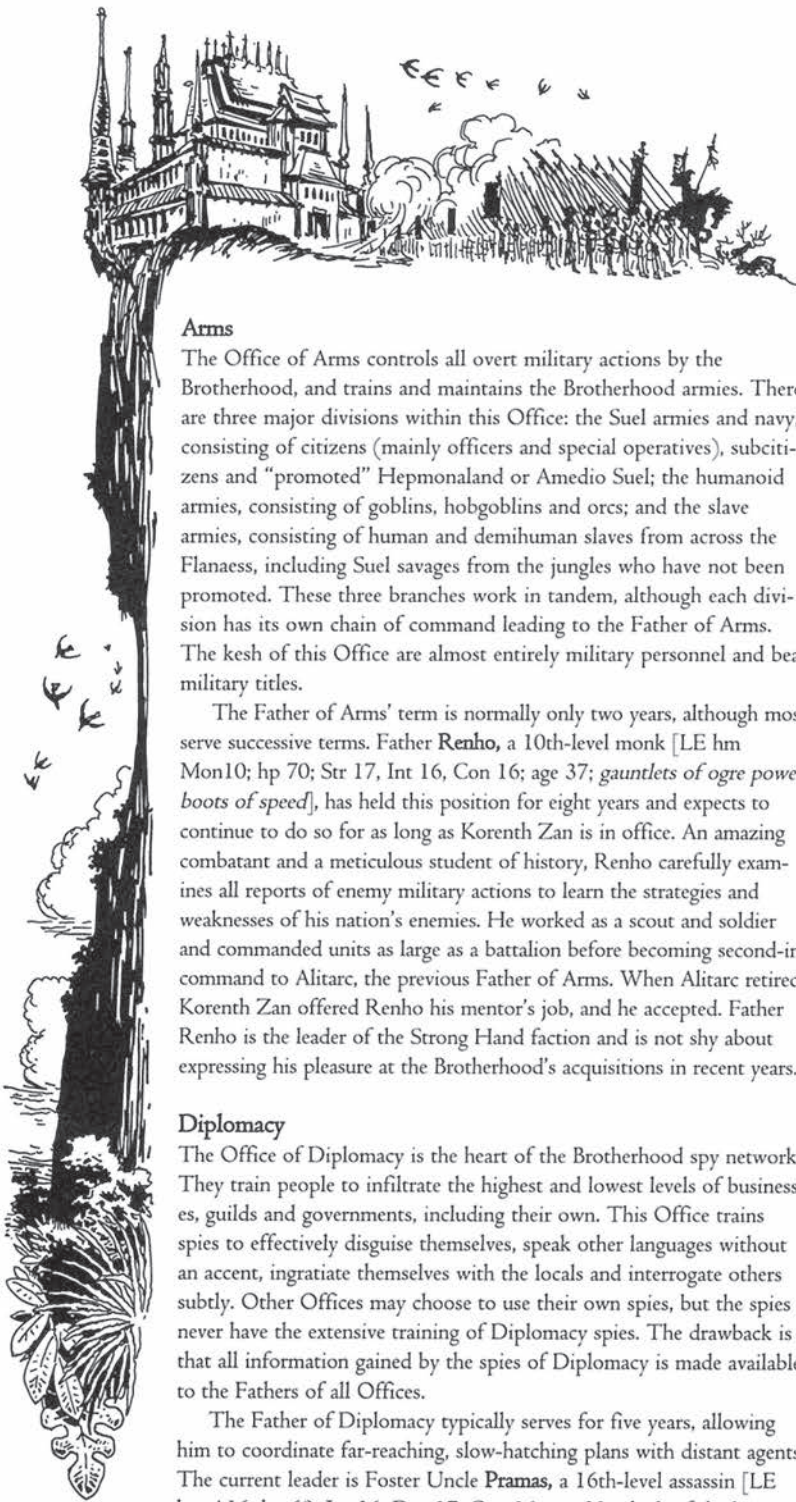 Arms
The Office of Arms controls all overt military actions by the
Brotherhood, and trains and maintains the Brotherhood armies. There
are three major divisions within this Office: the Suel armies and navy,
consisting of citizens (mainly officers and special operatives), subciti-
zens and “promoted” Hepmonaland or Amedio Suel; the humanoid
armies, consisting of goblins, hobgoblins and orcs; and the slave
armies, consisting of human and demihuman slaves from across the
Flanaess, including Suel savages from the jungles who have not been
promoted. These three branches work in tandem, although each divi-
sion has its own chain of command leading to the Father of Arms.
The kesh of this Office are almost entirely military personnel and bea
military titles.
The Father of Arms' term is normally only two years, although mos
serve successive terms. Father Renho, a 10th-level monk [LE hm
Mon10; hp 70; Str 17, Int 16, Con 16; age 37; gauntlets of ogre powe
boots of speed], has held this position for eight years and expects to
continue to do so for as long as Korenth Zan is in office. An amazing
combatant and a meticulous student of history, Renho carefully exam-
ines all reports of enemy military actions to learn the strategies and
weaknesses of his nation's enemies. He worked as a scout and soldier
and commanded units as large as a battalion before becoming second-in
command to Alitarc, the previous Father of Arms. When Alitarc retired
Korenth Zan offered Renho his mentor's job, and he accepted. Father
Renho is the leader of the Strong Hand faction and is not shy about
expressing his pleasure at the Brotherhood's acquisitions in recent years.
Diplomacy
The Office of Diplomacy is the heart of the Brotherhood spy network
They train people to infiltrate the highest and lowest levels of business
es, guilds and governments, including their own. This Office trains
spies to effectively disguise themselves, speak other languages without
an accent, ingratiate themselves with the locals and interrogate others
subtly. Other Offices may choose to use their own spies, but the spies
never have the extensive training of Diplomacy spies. The drawback is
that all information gained by the spies of Diplomacy is made available
to the Fathers of all Offices.
The Father of Diplomacy typically serves for five years, allowing
him to coordinate far-reaching, slow-hatching plans with distant agents
The current leader is Foster Uncle Pramas, a 16th-level assassin [LE